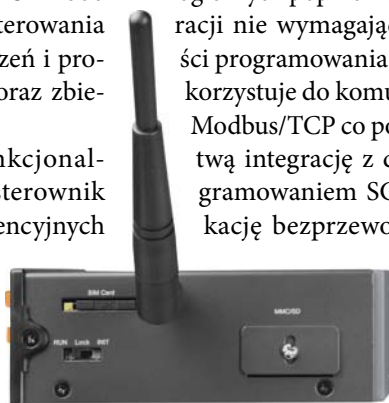 terowania
zeń i pro-
oraz zbie-
nkcjonal-
sterownik
encyjnych
racji nie wymagając
ści programowania.
korzystuje do komu
Modbus/TCP co po
twą integrację z o
gramowaniem SC
kację bezprzewo
SIM Card
MMC/SD
RUN Lock INIT